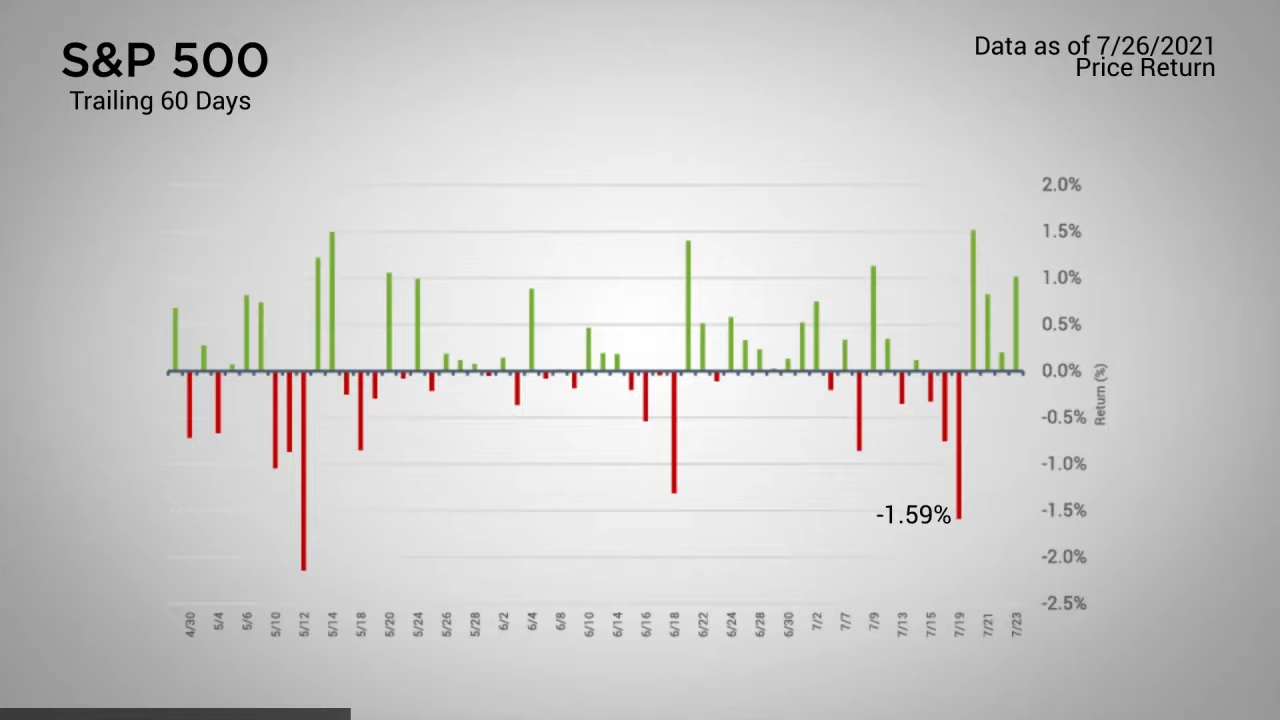 S&P 500
Trailing 60 Days
Data as of 7/26/2021
Price Return
2.0%
1.5%
1.0%
0.5%
0.0%
-0.5%
-1.0%
-1.5%
-2.0%
-2.5%
Return (%)
-1.59%
4/30 5/4 5/6 5/10 5/12 5/14 5/18 5/20 5/24 5/26 5/28 6/2 6/4 6/8 6/10 6/14 6/16 6/18 6/22 6/24 6/28 6/30 7/2 7/7 7/9 7/13 7/15 7/19 7/21 7/23